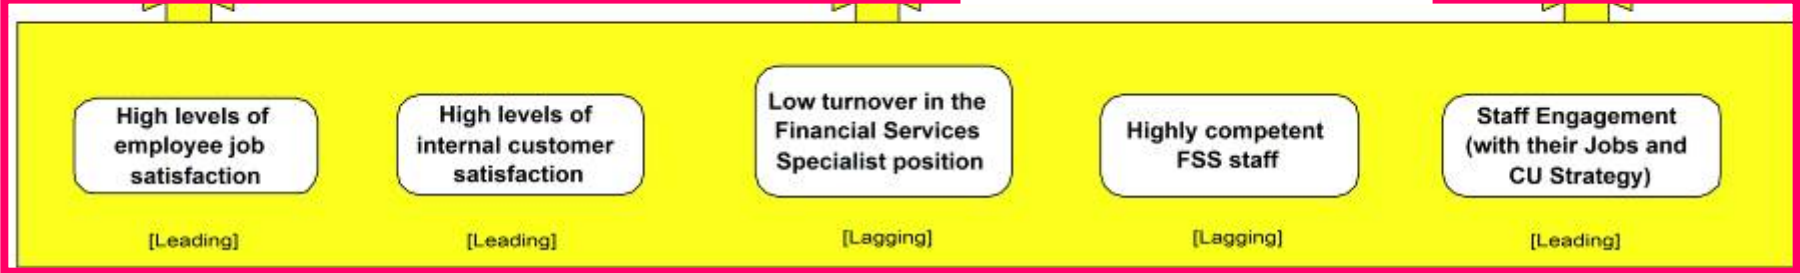 High levels of
employee job
satisfaction
[Leading]
High levels of
internal customer
satisfaction
[Leading]
Low turnover in the
Financial Services
Specialist position
[Lagging]
Highly competent
FSS staff
[Lagging]
Staff Engagement
(with their Jobs and
CU Strategy)
[Leading]